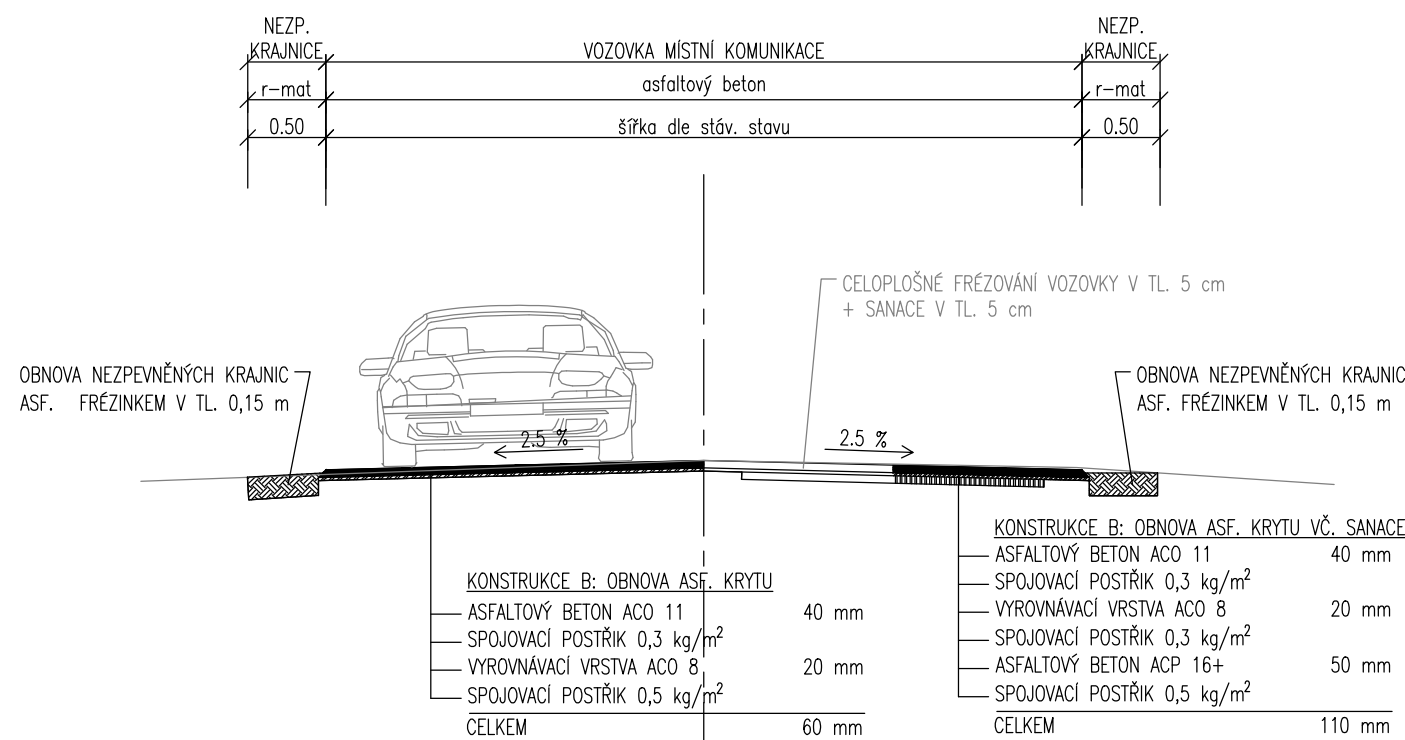 NEZP.
KRAJNICE
VOZOVKA MÍSTNÍ KOMUNIKACE
NEZP.
KRAJNICE
r-mat
asfaltový beton
r-mat
0.50
šířka dle stáv. stavu
0.50
CELOPLOŠNÉ FRÉZOVÁNÍ VOZOVKY V TL. 5 cm
+ SANACE V TL. 5 cm
OBNOVA NEZPEVNĚNÝCH KRAJNIC
ASF. FRÉZINKEM V TL. 0,15 m
OBNOVA NEZPEVNĚNÝCH KRAJNIC
ASF. FRÉZINKEM V TL. 0,15 m
2.5 %
2.5 %
KONSTRUKCE B: OBNOVA ASF. KRYTU
ASFALTOVÝ BETON ACO 11 40 mm
SPOJOVACÍ POSTŘIK 0,3 kg/m²
VYROVNÁVACÍ VRSTVA ACO 8 20 mm
SPOJOVACÍ POSTŘIK 0,5 kg/m²
CELKEM 60 mm
KONSTRUKCE B: OBNOVA ASF. KRYTU VČ. SANACE
ASFALTOVÝ BETON ACO 11 40 mm
SPOJOVACÍ POSTŘIK 0,3 kg/m²
VYROVNÁVACÍ VRSTVA ACO 8 20 mm
SPOJOVACÍ POSTŘIK 0,3 kg/m²
ASFALTOVÝ BETON ACP 16+ 50 mm
SPOJOVACÍ POSTŘIK 0,5 kg/m²
CELKEM 110 mm